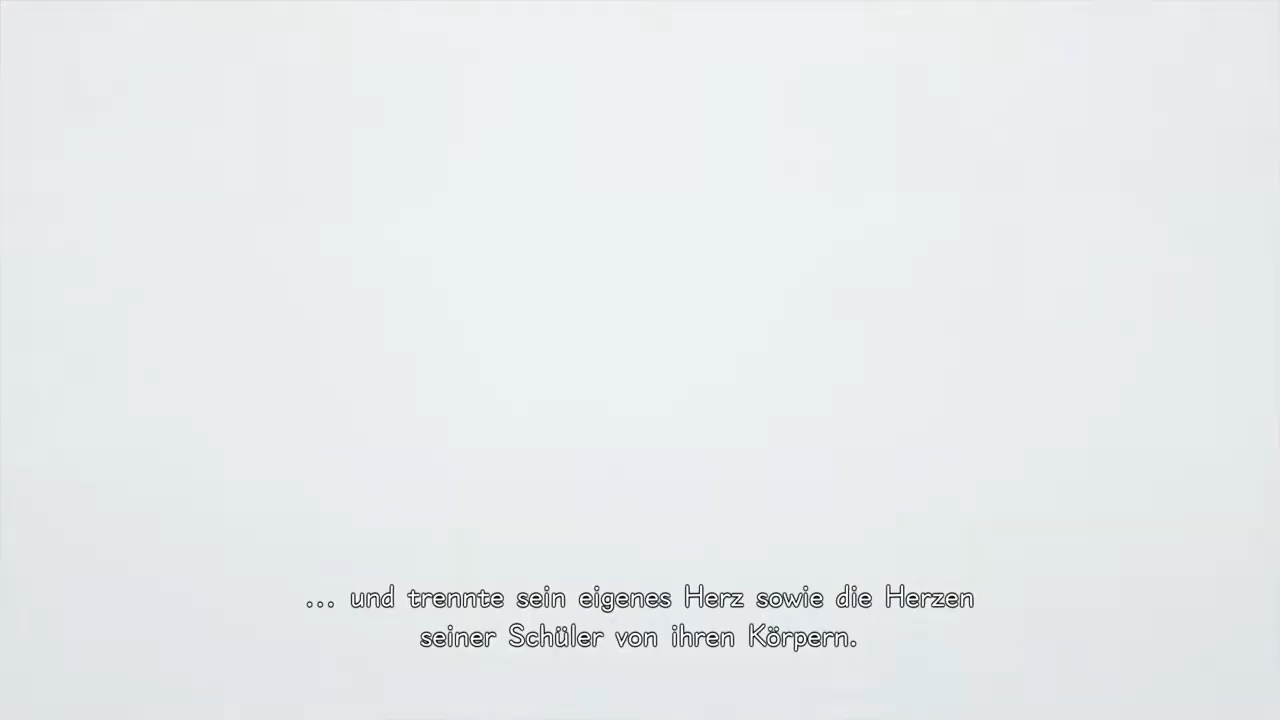 ... und trennte sein eigenes Herz sowie die Herzen
seiner Schüler von ihren Körpern.